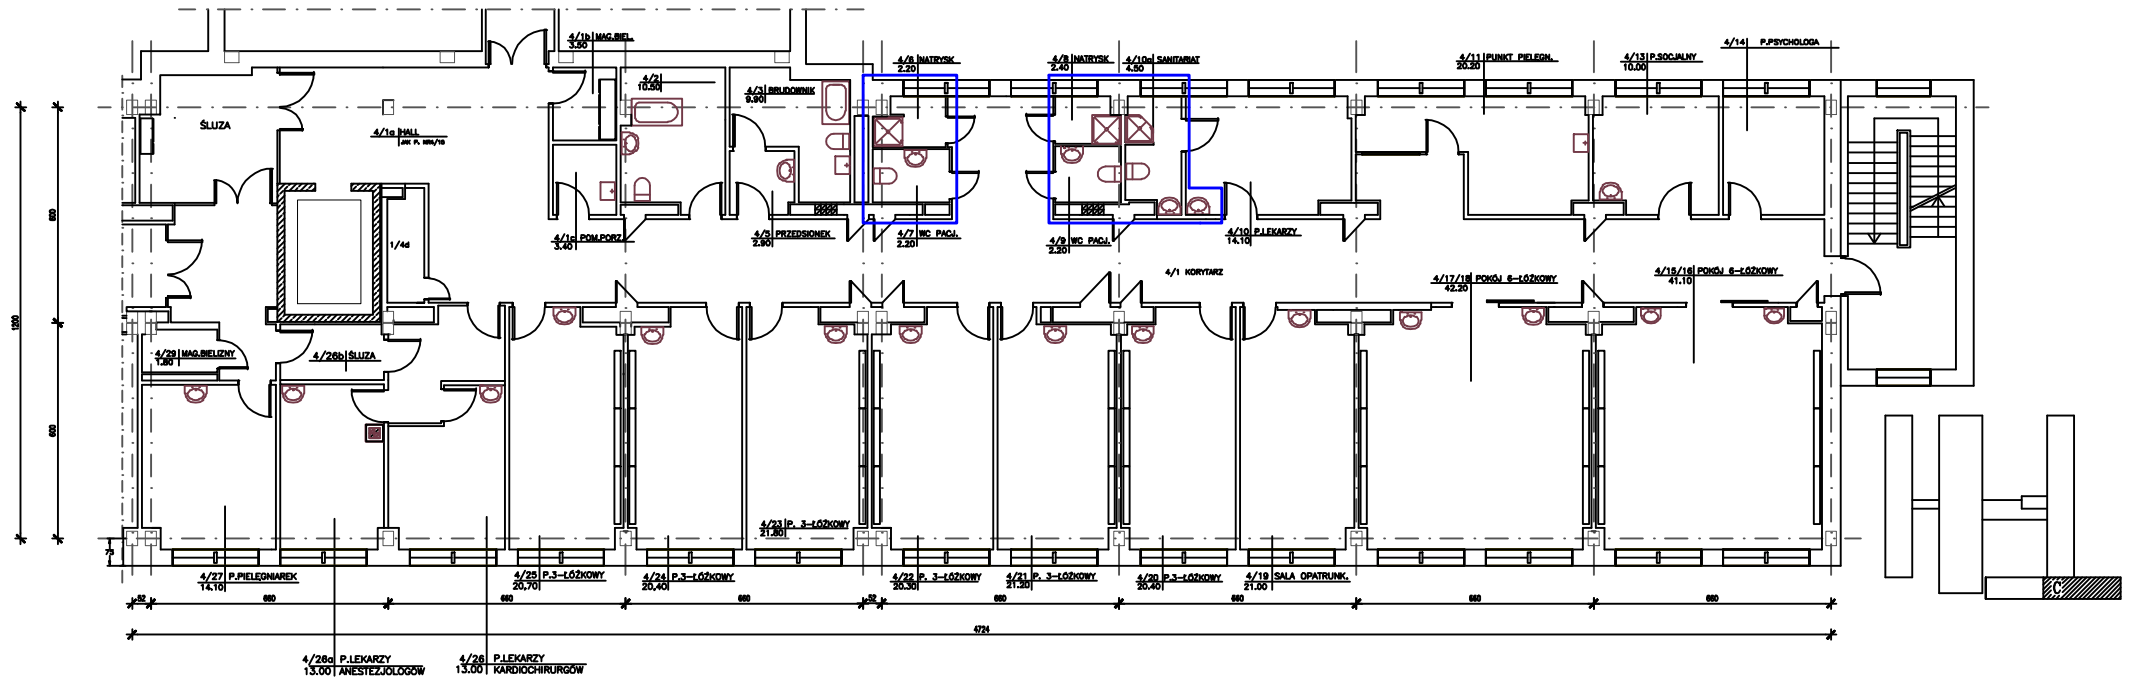 4/1b MAG.BIEL.
3.50
4/2
10.50
4/3 BRUDOWNIK
9.90
4/6 NATRYSK
2.20
4/8 NATRYSK
2.40
4/10a SANITARIAT
4.50
4/11 PUNKT PIELĘGN.
20.20
4/13 P.SOCJALNY
10.00
4/14 P.PSYCHOLOGA
ŚLUZA
4/1a HALL
1/4d
4/1c POM.PORZ.
3.40
4/5 PRZEDSIONEK
2.90
4/7 WC PACJ.
2.20
4/9 WC PACJ.
2.20
4/10 P.LEKARZY
14.10
4/1 KORYTARZ
4/17/18 POKÓJ 6-ŁÓŻKOWY
42.20
4/15/16 POKÓJ 6-ŁÓŻKOWY
41.10
4/29 MAG.BIELIZNY
1.80
4/26b ŚLUZA
4/23 P. 3-ŁÓŻKOWY
21.80
1200
600
600
75
4/27 P.PIELĘGNIAREK
14.10
4/25 P.3-ŁÓŻKOWY
20,70
4/24 P.3-ŁÓŻKOWY
20,40
4/22 P. 3-ŁÓŻKOWY
20.30
4/21 P. 3-ŁÓŻKOWY
21.20
4/20 P.3-ŁÓŻKOWY
20.40
4/19 SALA OPATRUNK.
21.00
C
52 660 660 660 52 660 660 660 660
4724
4/26a P.LEKARZY
13.00 ANESTEZJOLOGÓW
4/26 P.LEKARZY
13.00 KARDIOCHIRURGÓW